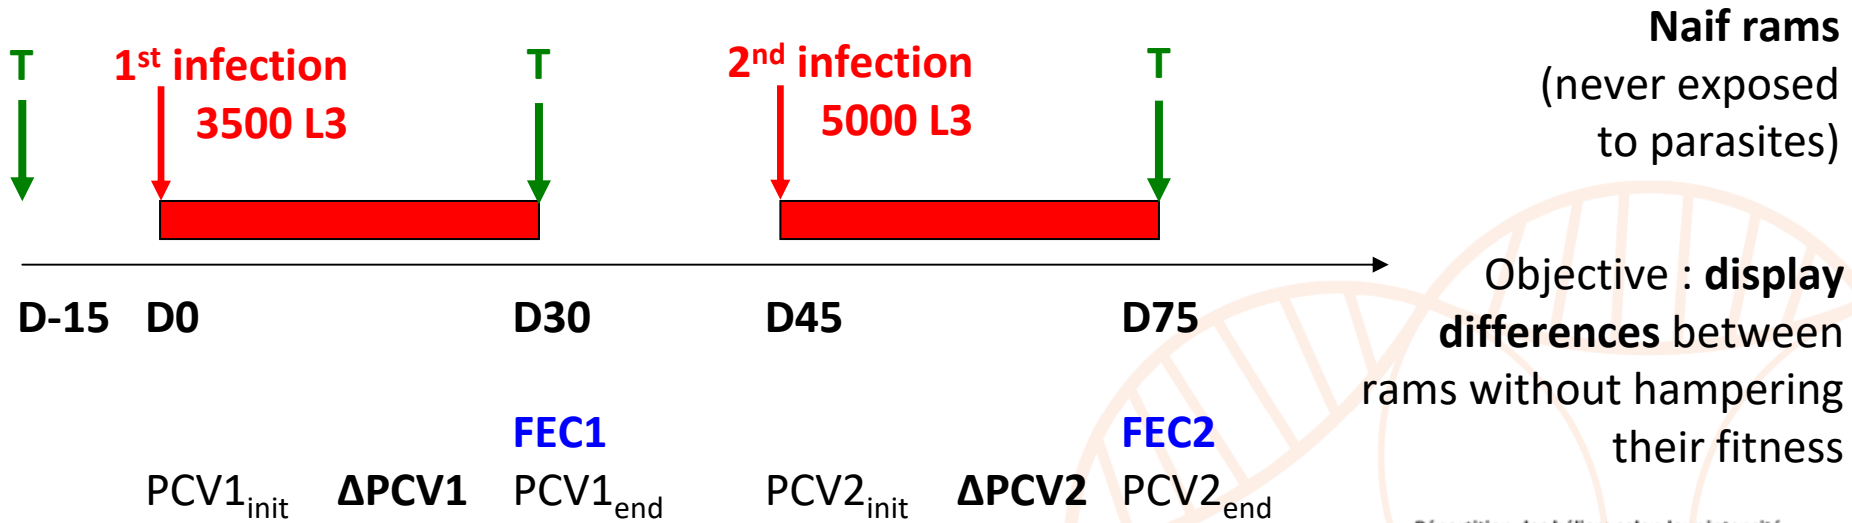 T
1st infection
3500 L3
T
2nd infection
5000 L3
T
Naif rams
(never exposed
to parasites)
D-15 D0 D30 D45 D75
Objective : display
differences between
rams without hampering
their fitness
FEC1 FEC2
PCV1init ΔPCV1 PCV1end PCV2init ΔPCV2 PCV2end